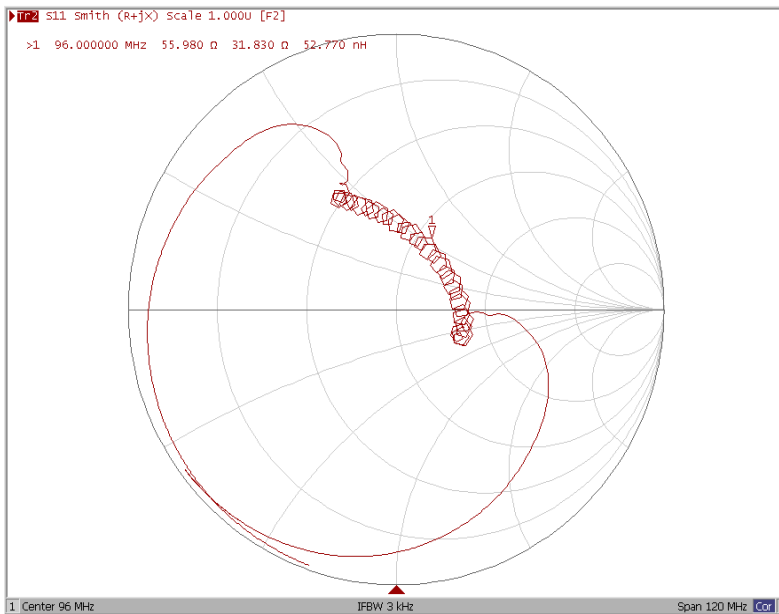 Tr2 S11 Smith (R+jX) Scale 1.000U [F2]
>1 96.000000 MHz 55.980 Ω 31.830 Ω 52.770 nH
1
1 Center 96 MHz IFBW 3 kHz Span 120 MHz Cor